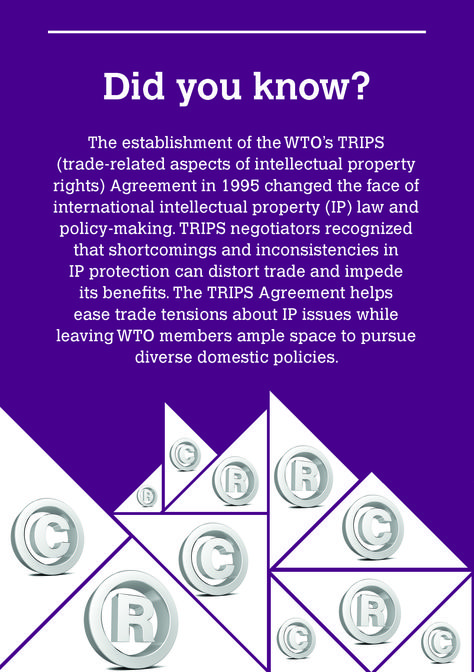 Did you know?
The establishment of the WTO's TRIPS
(trade-related aspects of intellectual property
rights) Agreement in 1995 changed the face of
international intellectual property (IP) law and
policy-making. TRIPS negotiators recognized
that shortcomings and inconsistencies in
IP protection can distort trade and impede
its benefits. The TRIPS Agreement helps
ease trade tensions about IP issues while
leaving WTO members ample space to pursue
diverse domestic policies.
©
®
®
®
©
©
©
®
®
©
©